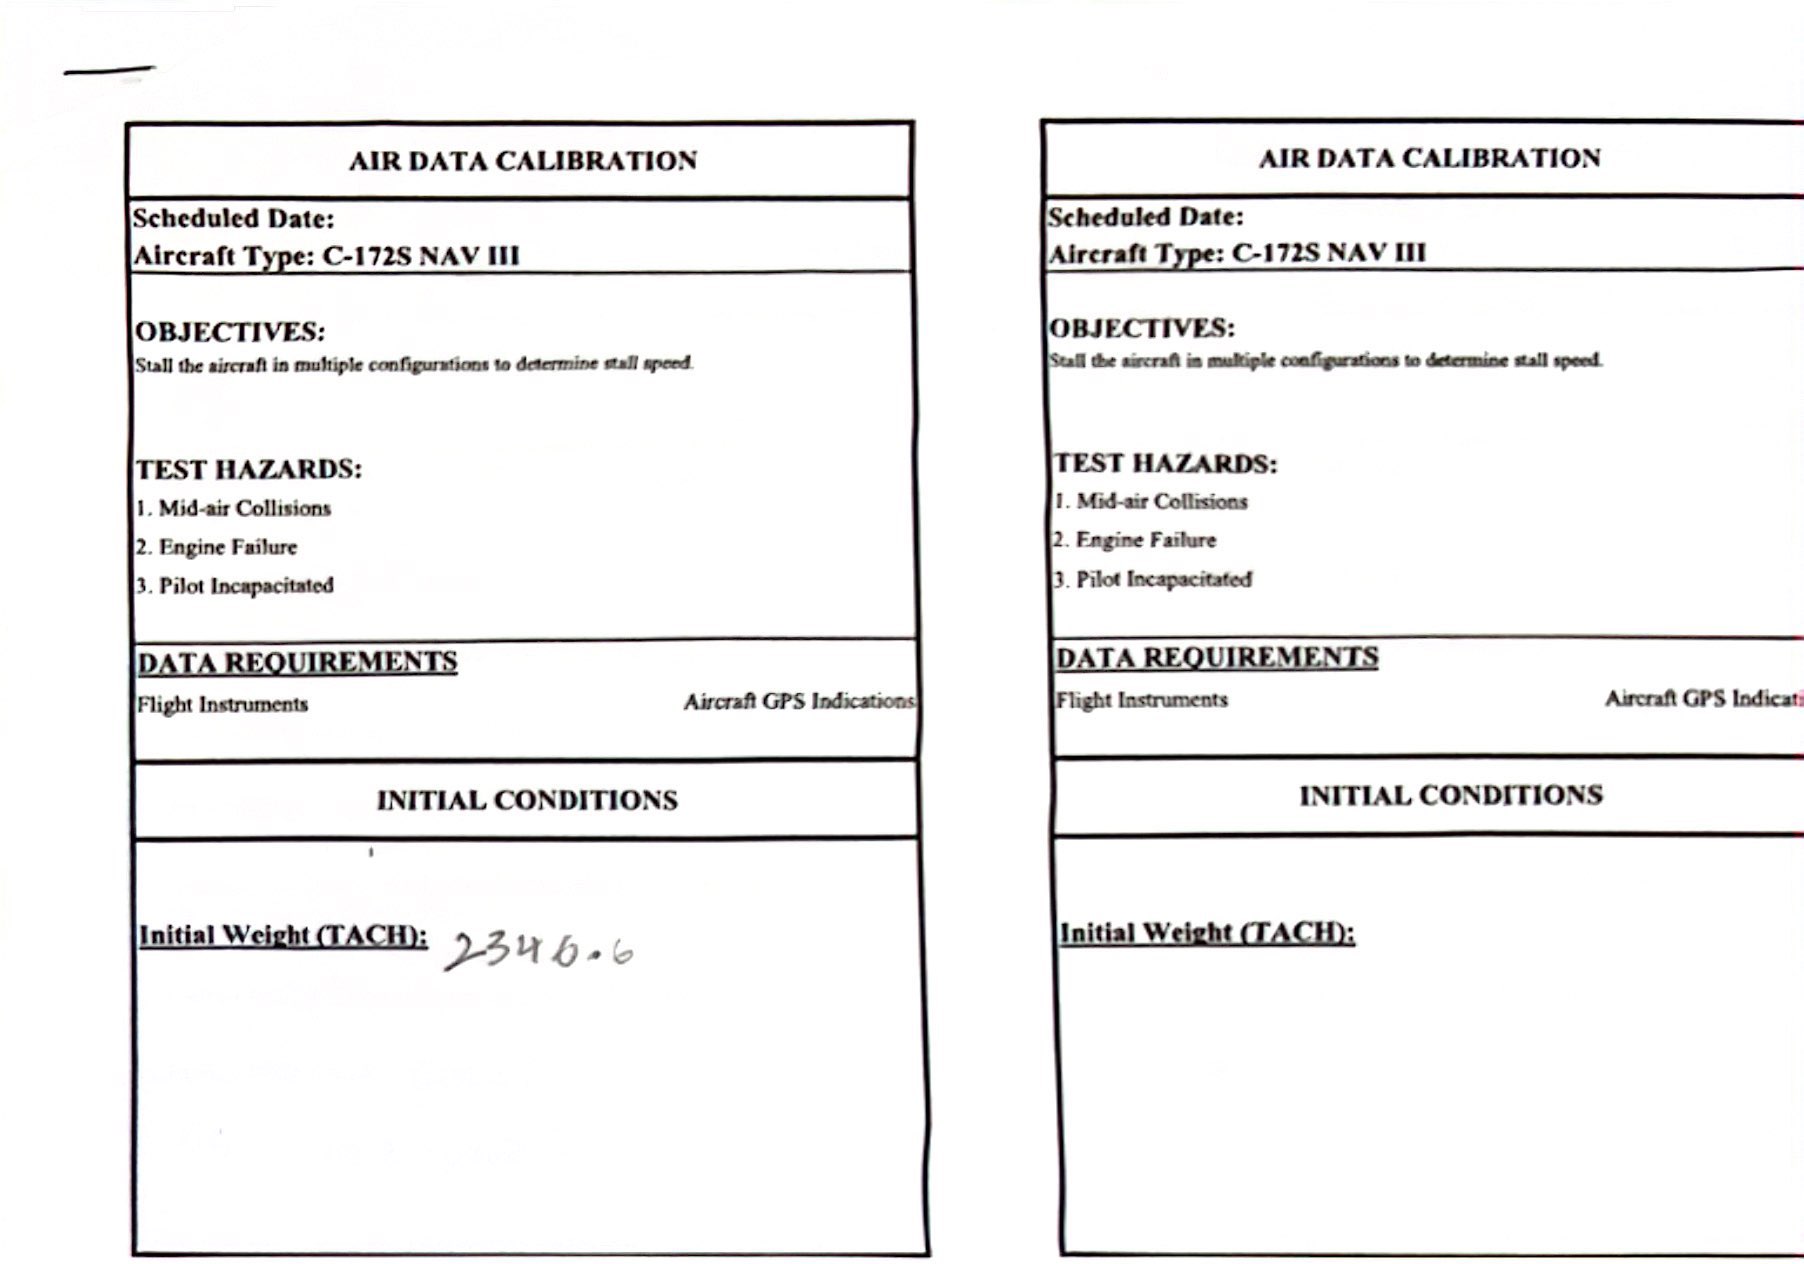 AIR DATA CALIBRATION
Scheduled Date:
Aircraft Type: C-172S NAV III
OBJECTIVES:
Stall the aircraft in multiple configurations to determine stall speed.
TEST HAZARDS:
1. Mid-air Collisions
2. Engine Failure
3. Pilot Incapacitated
DATA REQUIREMENTS
Flight Instruments Aircraft GPS Indications
INITIAL CONDITIONS
Initial Weight (TACH): 2346.6
AIR DATA CALIBRATION
Scheduled Date:
Aircraft Type: C-172S NAV III
OBJECTIVES:
Stall the aircraft in multiple configurations to determine stall speed.
TEST HAZARDS:
1. Mid-air Collisions
2. Engine Failure
3. Pilot Incapacitated
DATA REQUIREMENTS
Flight Instruments Aircraft GPS Indicati
INITIAL CONDITIONS
Initial Weight (TACH):